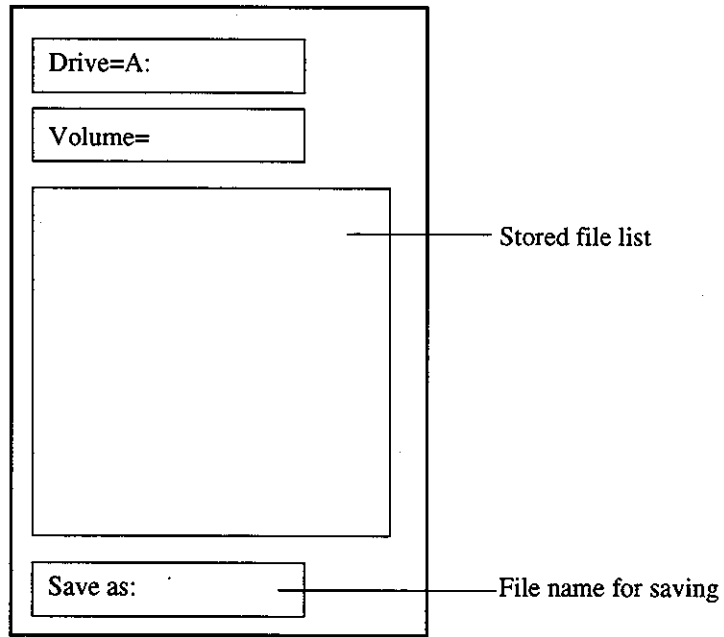 Drive=A:
Volume=
Stored file list
Save as:
File name for saving